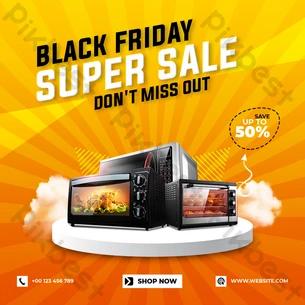 BLACK FRIDAY
SUPER SALE
DON'T MISS OUT
SAVE
UP TO
50%
+00 123 456 789
SHOP NOW
WWW.WEBSITE.COM
Pikbest